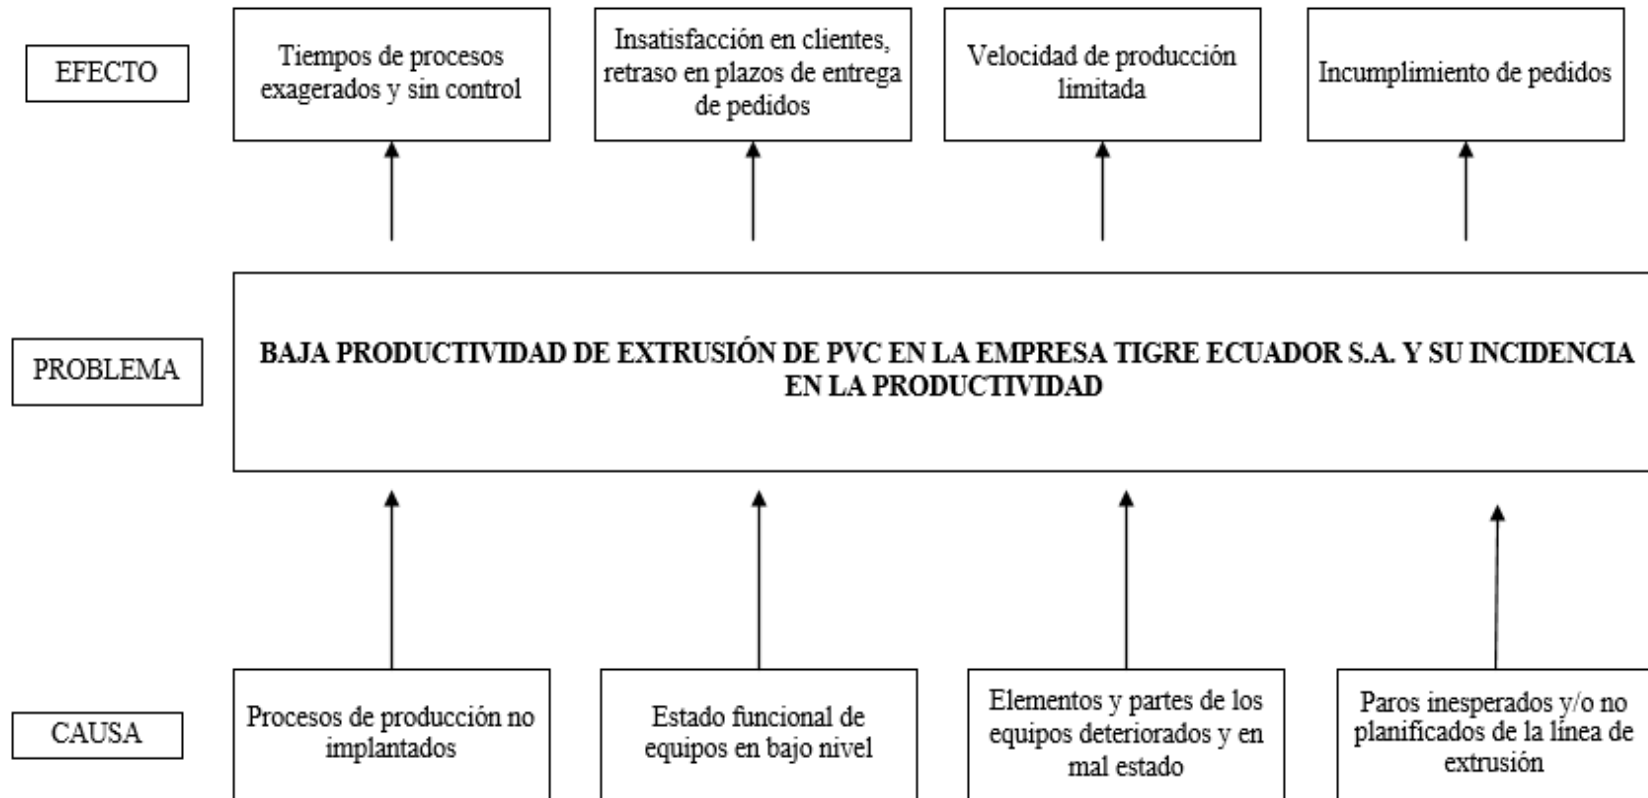 EFECTO
Tiempos de procesos
exagerados y sin control
Insatisfacción en clientes,
retraso en plazos de entrega
de pedidos
Velocidad de producción
limitada
Incumplimiento de pedidos
PROBLEMA
BAJA PRODUCTIVIDAD DE EXTRUSIÓN DE PVC EN LA EMPRESA TIGRE ECUADOR S.A. Y SU INCIDENCIA
EN LA PRODUCTIVIDAD
CAUSA
Procesos de producción no
implantados
Estado funcional de
equipos en bajo nivel
Elementos y partes de los
equipos deteriorados y en
mal estado
Paros inesperados y/o no
planificados de la línea de
extrusión